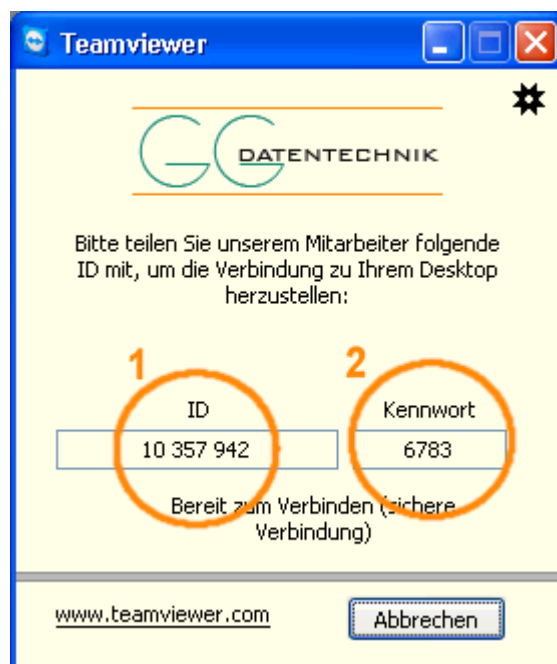 Teamviewer
GG DATENTECHNIK
Bitte teilen Sie unserem Mitarbeiter folgende
ID mit, um die Verbindung zu Ihrem Desktop
herzustellen:
1 2
ID Kennwort
10 357 942 6783
Bereit zum Verbinden (sichere
Verbindung)
www.teamviewer.com Abbrechen